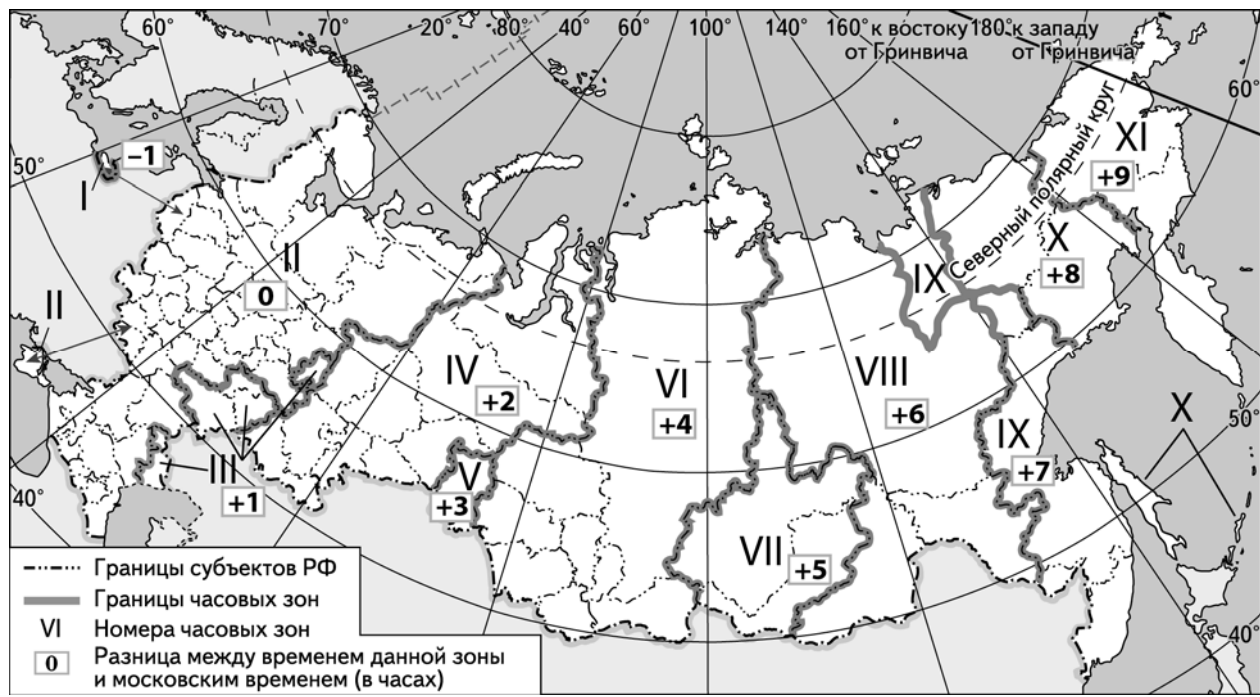 60° 70° 20° 80° 40° 60° 100° 140° 160° к востоку 180° к западу
от Гринвича от Гринвича
60°
Северный полярный круг
50°
–1
I
XI
+9
II
0
X
+8
IX
II
IV
+2
VI
+4
VIII
+6
X
50°
III
+1
V
+3
IX
+7
40°
VII
+5
40°
Границы субъектов РФ
Границы часовых зон
VI Номера часовых зон
0 Разница между временем данной зоны
и московским временем (в часах)